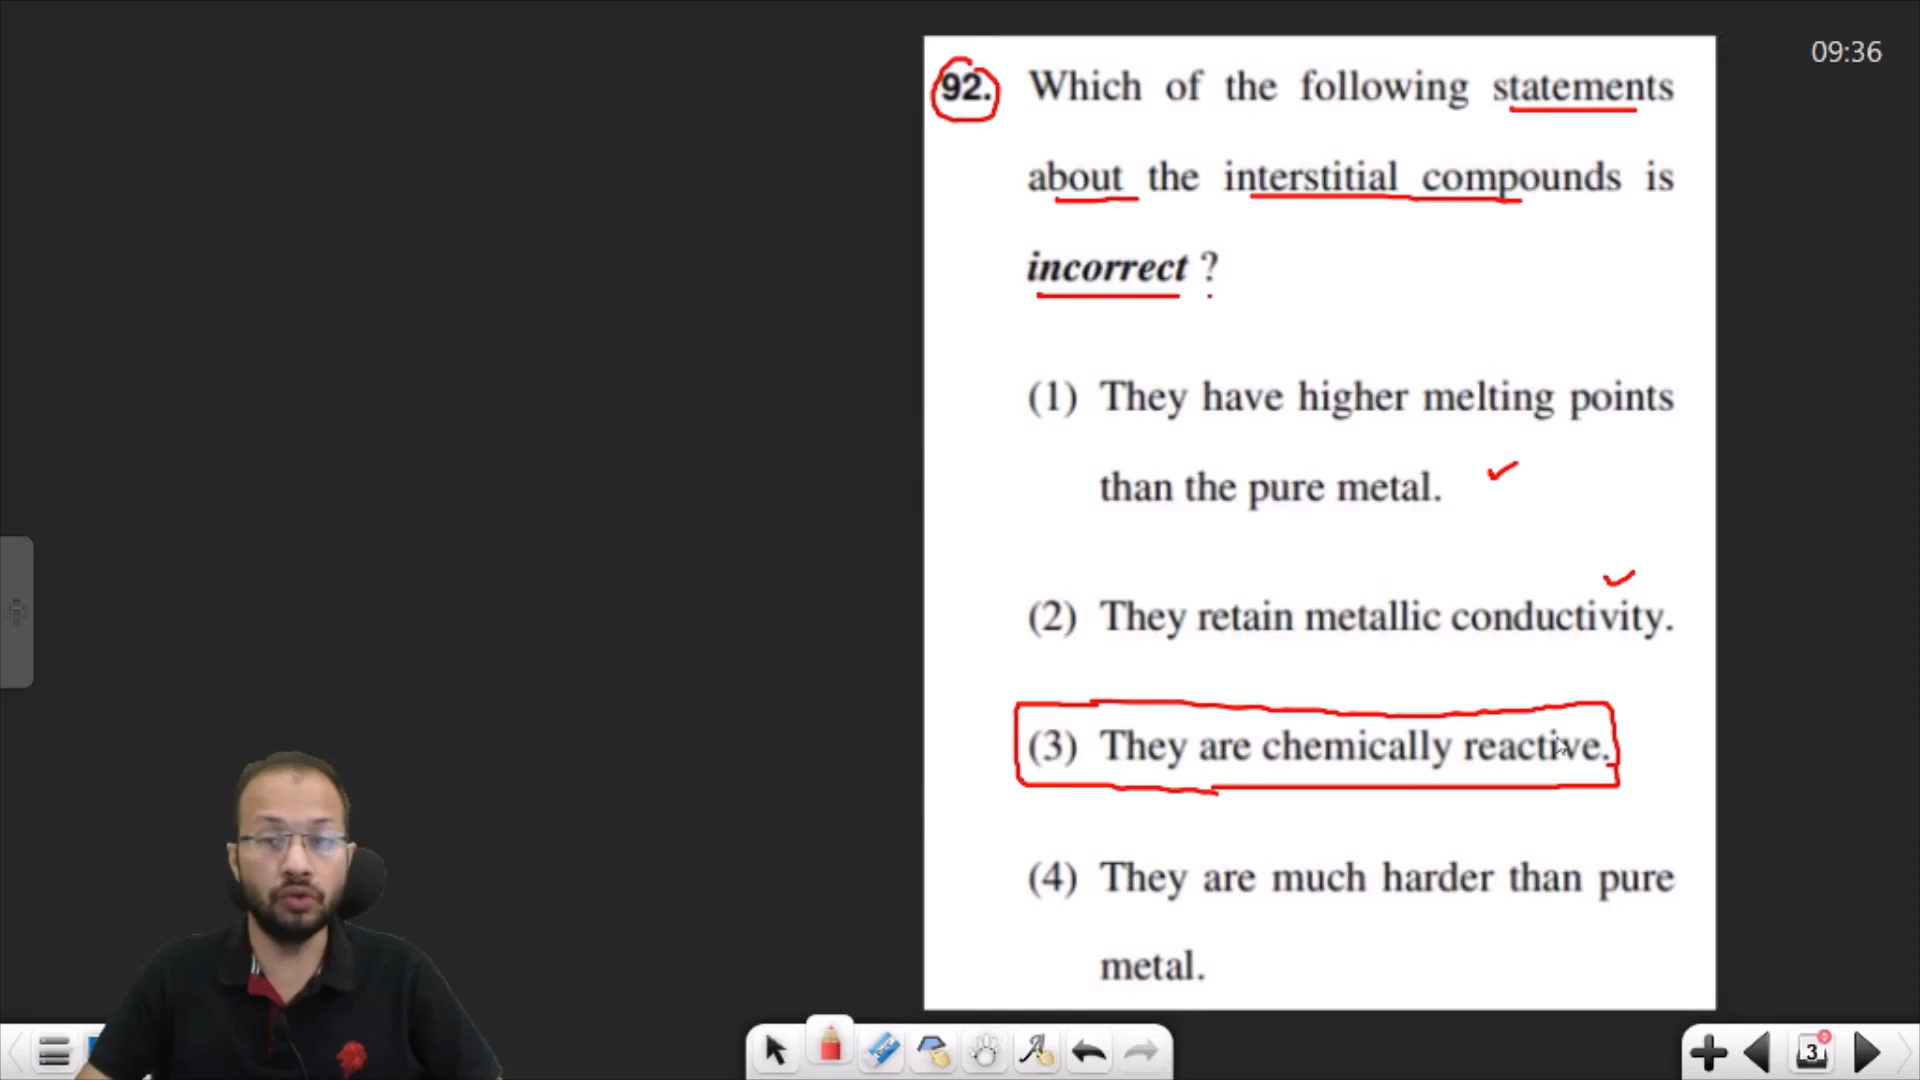 09:36
92. Which of the following statements
about the interstitial compounds is
incorrect ?
(1) They have higher melting points
than the pure metal.
(2) They retain metallic conductivity.
(3) They are chemically reactive.
(4) They are much harder than pure
metal.
3